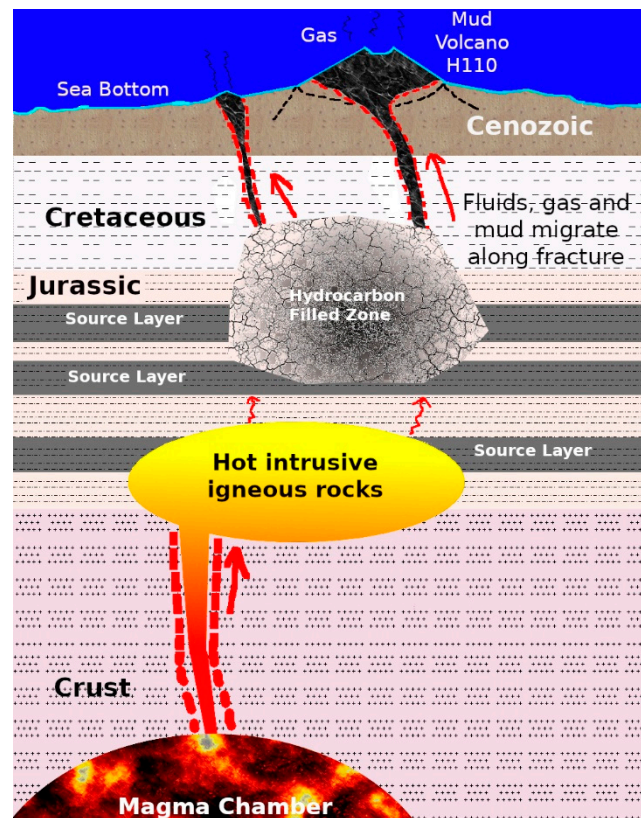 Gas
Mud
Volcano
H110
Sea Bottom
Cenozoic
Cretaceous
Fluids, gas and
mud migrate
along fracture
Jurassic
Hydrocarbon
Filled Zone
Source Layer
Source Layer
Source Layer
Hot intrusive
igneous rocks
Crust
Magma Chamber